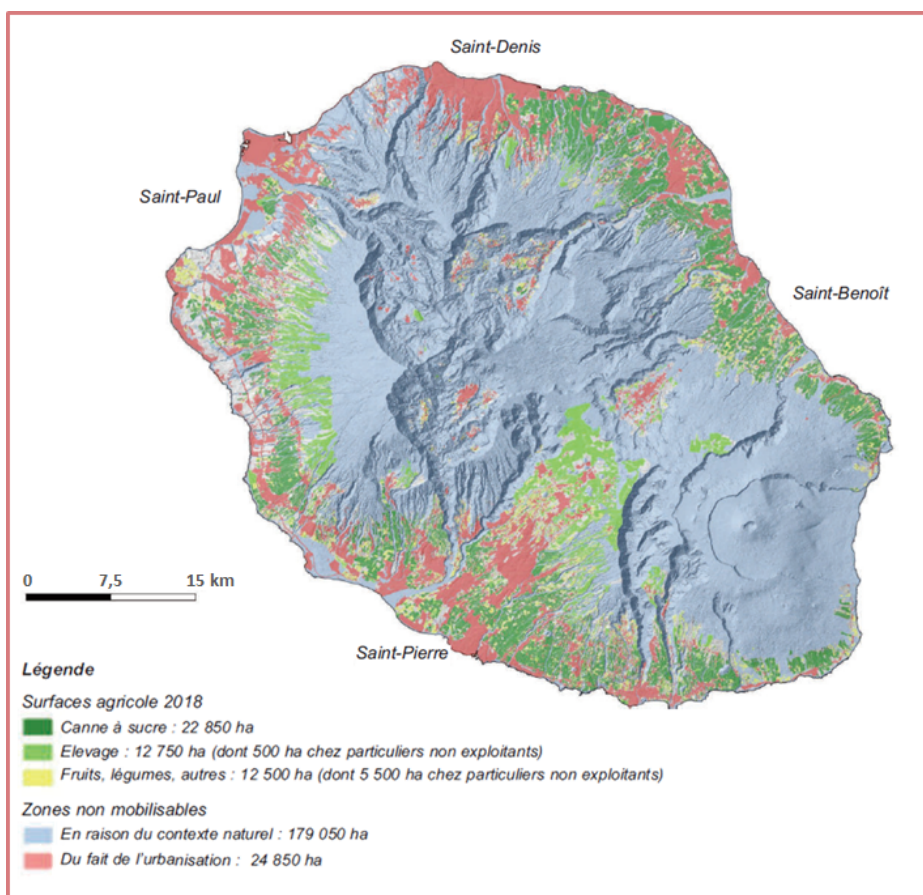 Saint-Denis
Saint-Paul
Saint-Benoît
0 7,5 15 km
Saint-Pierre
Légende
Surfaces agricole 2018
Canne à sucre : 22 850 ha
Elevage : 12 750 ha (dont 500 ha chez particuliers non exploitants)
Fruits, légumes, autres : 12 500 ha (dont 5 500 ha chez particuliers non exploitants)
Zones non mobilisables
En raison du contexte naturel : 179 050 ha
Du fait de l'urbanisation : 24 850 ha